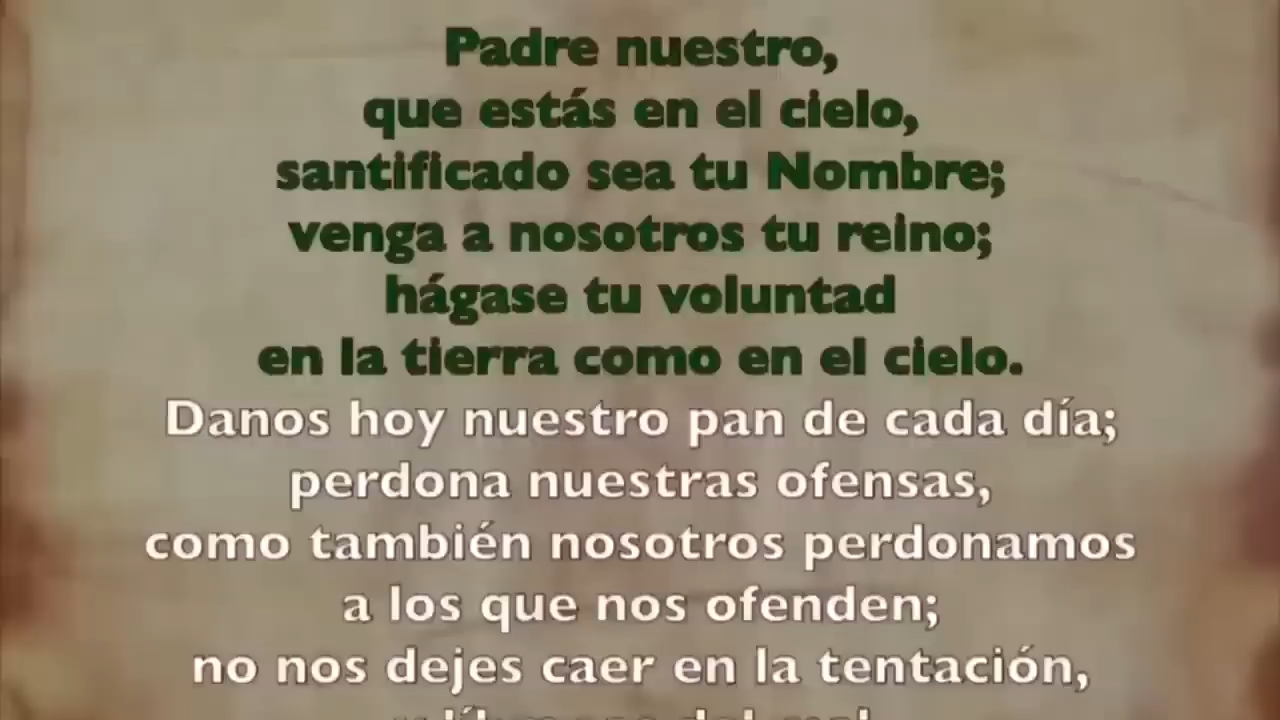 Padre nuestro,
que estás en el cielo,
santificado sea tu Nombre;
venga a nosotros tu reino;
hágase tu voluntad
en la tierra como en el cielo.
Danos hoy nuestro pan de cada día;
perdona nuestras ofensas,
como también nosotros perdonamos
a los que nos ofenden;
no nos dejes caer en la tentación,